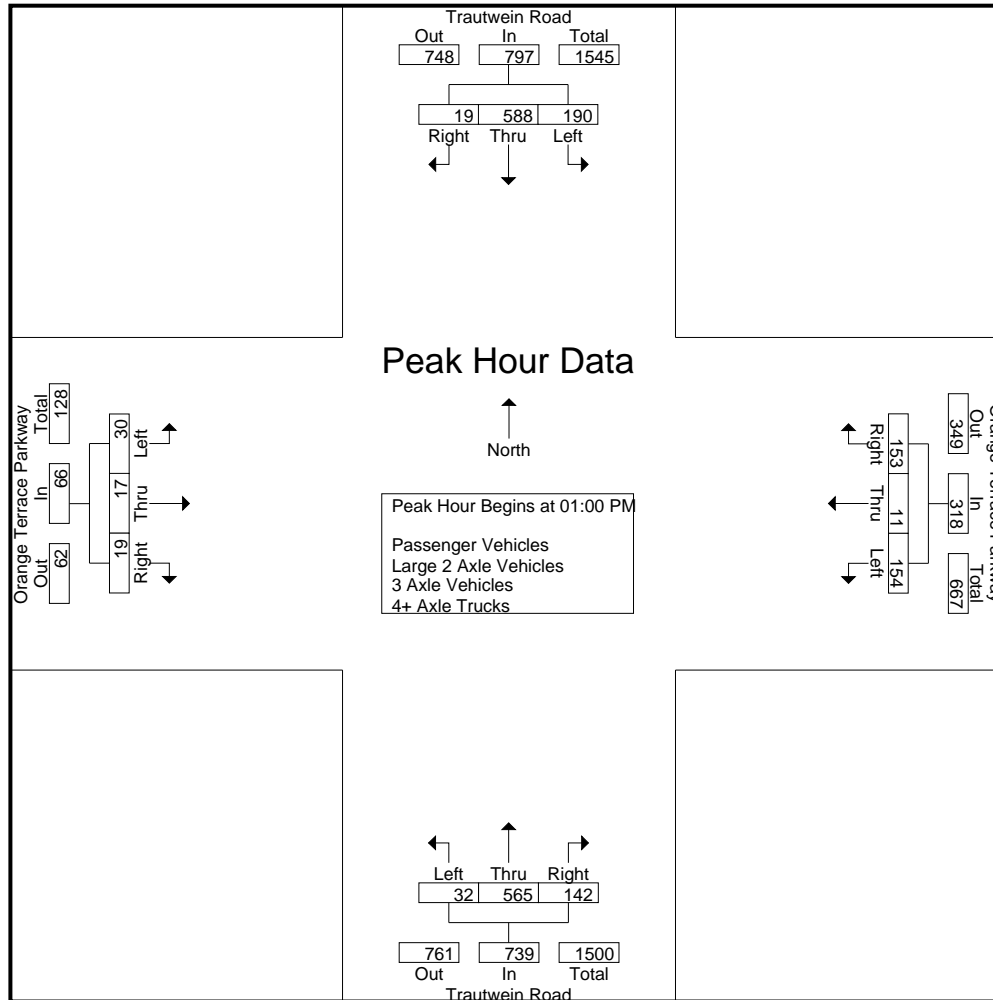 Trautwein Road
Out In Total
748 797 1545
19 588 190
Right Thru Left
Peak Hour Data
North
Peak Hour Begins at 01:00 PM
Passenger Vehicles
Large 2 Axle Vehicles
3 Axle Vehicles
4+ Axle Trucks
Orange Terrace Parkway
Out In Total
62 66 128
19 17 30
Right Thru Left
Right Thru Left
153 11 154
349 318 667
Out In Total
Left Thru Right
32 565 142
761 739 1500
Out In Total
Trautwein Road